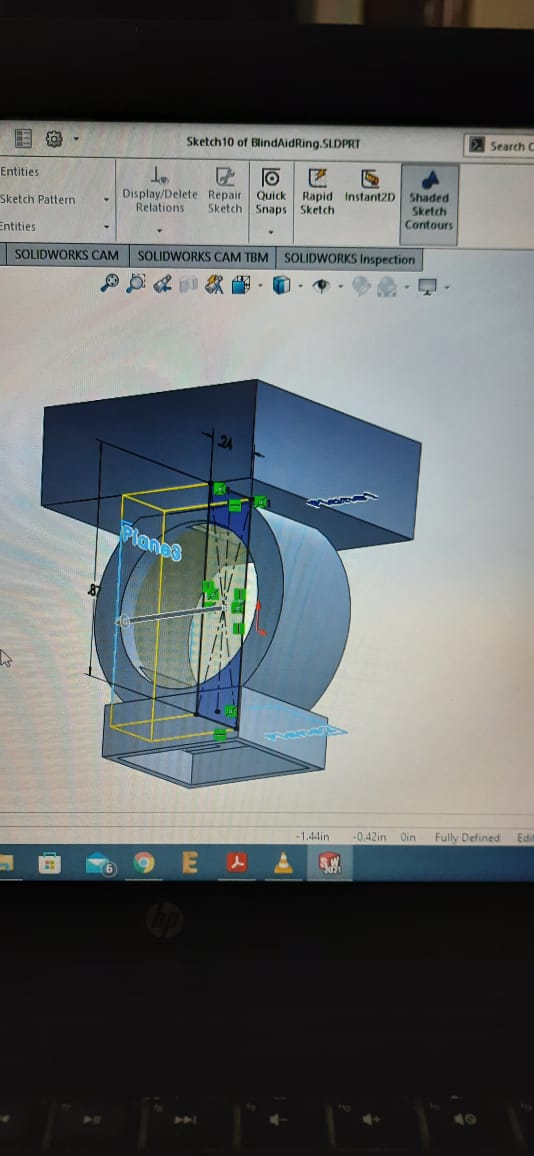 Sketch10 of BlindAidRing.SLDPRT
Search
Entities
Sketch Pattern
Entities
Display/Delete
Relations
Repair
Sketch
Quick
Snaps
Rapid
Sketch
Instant2D
Shaded
Sketch
Contours
SOLIDWORKS CAM
SOLIDWORKS CAM TBM
SOLIDWORKS Inspection
.24
Plane3
.87
-1.44in
-0.42in
0in
Fully Defined
6
E
SW
2021
hp